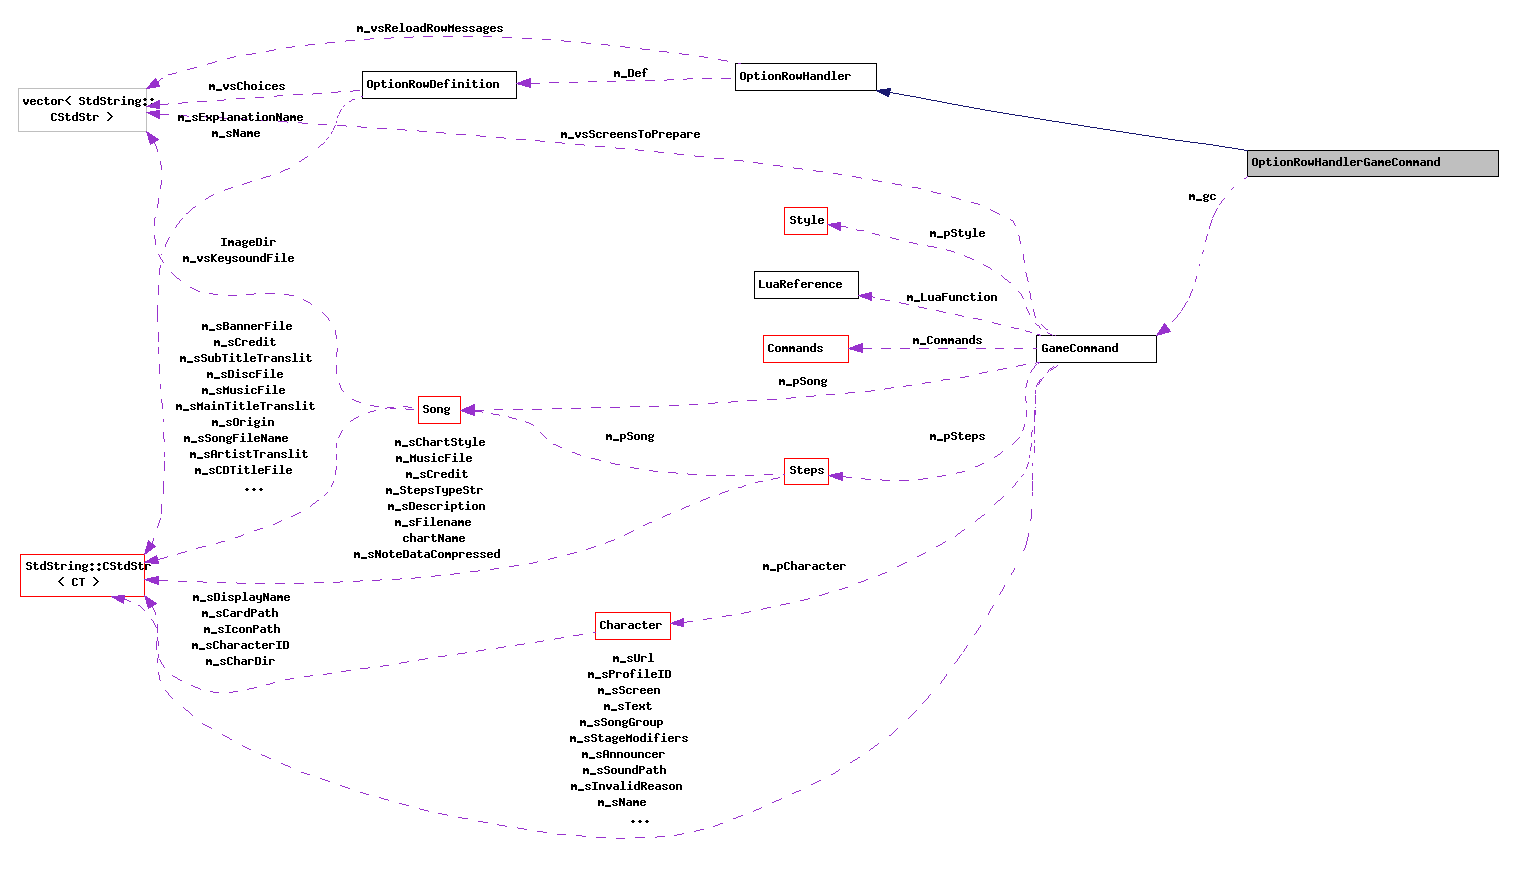 m_vsReloadRowMessages
OptionRowHandler
m_Def
OptionRowDefinition
m_vsChoices
vector< StdString::
CStdStr >
m_sExplanationName
m_sName
m_vsScreensToPrepare
OptionRowHandlerGameCommand
m_gc
Style
m_pStyle
ImageDir
m_vsKeysoundFile
LuaReference
m_LuaFunction
m_sBannerFile
m_sCredit
m_sSubTitleTranslit
m_sDiscFile
m_sMusicFile
m_sMainTitleTranslit
m_sOrigin
m_sSongFileName
m_sArtistTranslit
m_sCDTitleFile
...
Commands
m_Commands
GameCommand
m_pSong
Song
m_pSong
m_pSteps
Steps
m_sChartStyle
m_MusicFile
m_sCredit
m_StepsTypeStr
m_sDescription
m_sFilename
chartName
m_sNoteDataCompressed
StdString::CStdStr
< CT >
m_pCharacter
m_sDisplayName
m_sCardPath
m_sIconPath
m_sCharacterID
m_sCharDir
Character
m_sUrl
m_sProfileID
m_sScreen
m_sText
m_sSongGroup
m_sStageModifiers
m_sAnnouncer
m_sSoundPath
m_sInvalidReason
m_sName
...